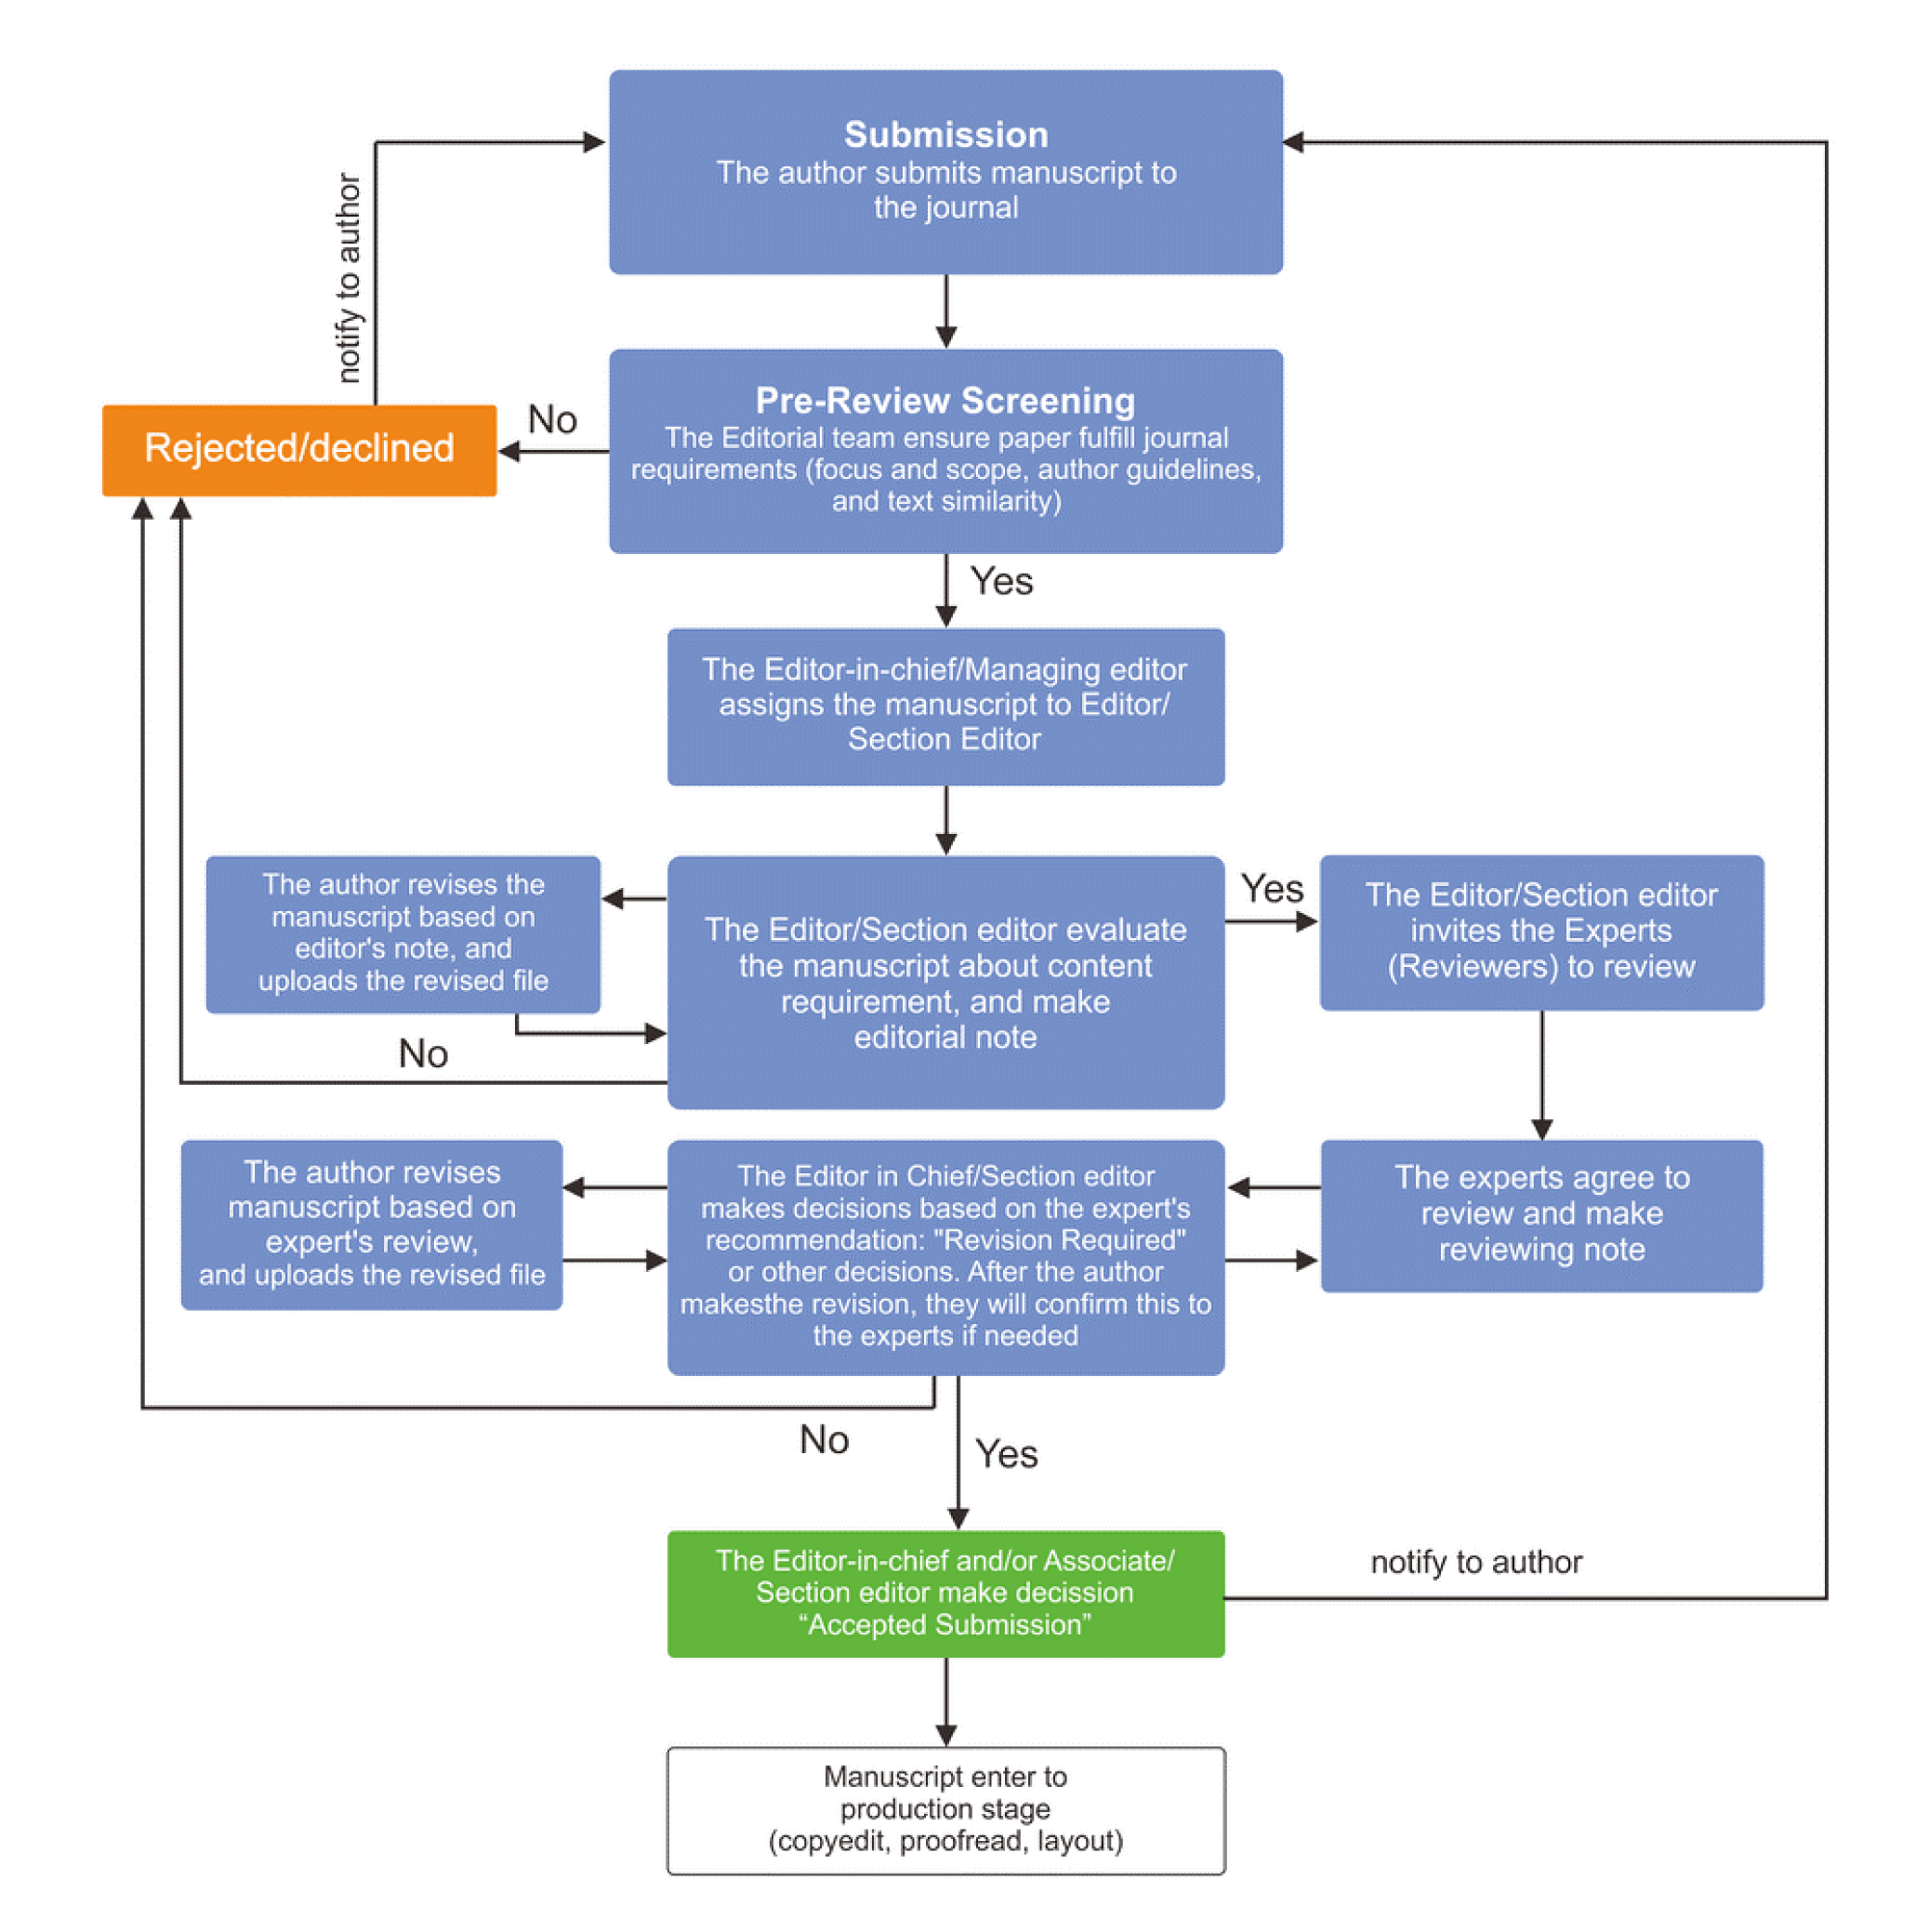 Submission
The author submits manuscript to
the journal
notify to author
Pre-Review Screening
The Editorial team ensure paper fulfill journal
requirements (focus and scope, author guidelines,
and text similarity)
No
Rejected/declined
Yes
The Editor-in-chief/Managing editor
assigns the manuscript to Editor/
Section Editor
The author revises the
manuscript based on
editor's note, and
uploads the revised file
The Editor/Section editor evaluate
the manuscript about content
requirement, and make
editorial note
Yes
The Editor/Section editor
invites the Experts
(Reviewers) to review
No
The author revises
manuscript based on
expert's review,
and uploads the revised file
The Editor in Chief/Section editor
makes decisions based on the expert's
recommendation: "Revision Required"
or other decisions. After the author
makesthe revision, they will confirm this to
the experts if needed
The experts agree to
review and make
reviewing note
No
Yes
The Editor-in-chief and/or Associate/
Section editor make decission
“Accepted Submission”
notify to author
Manuscript enter to
production stage
(copyedit, proofread, layout)